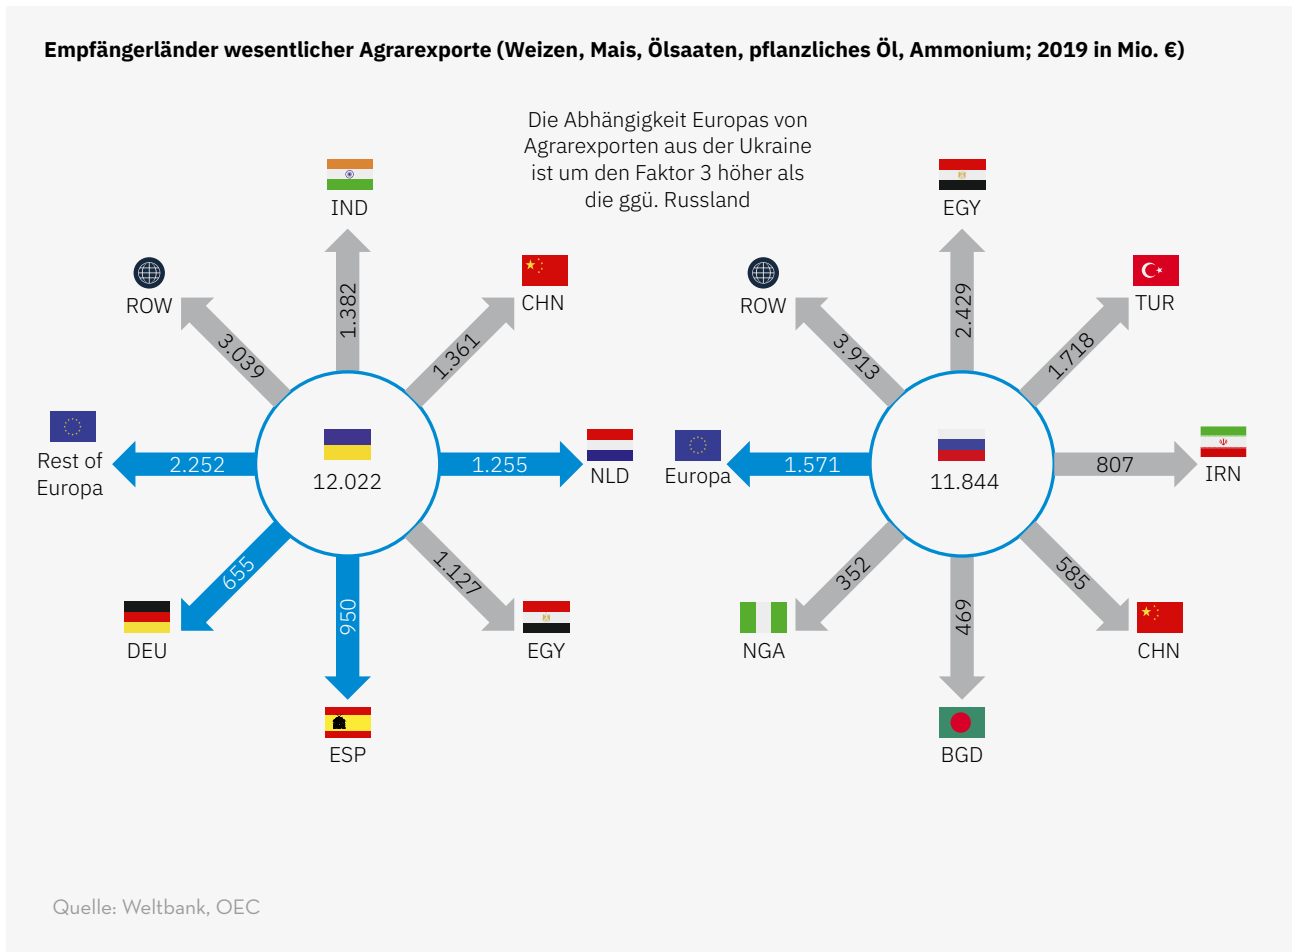 Empfängerländer wesentlicher Agrarexporte (Weizen, Mais, Ölsaaten, pflanzliches Öl, Ammonium; 2019 in Mio. €)
Die Abhängigkeit Europas von
Agrarexporten aus der Ukraine
ist um den Faktor 3 höher als
die ggü. Russland
IND
CHN
ROW
1.382
1.361
3.039
Rest of
Europa
2.252
12.022
1.255
NLD
655
950
1.127
DEU
ESP
EGY
EGY
TUR
ROW
2.429
1.718
3.913
Europa
1.571
11.844
807
IRN
352
469
585
NGA
BGD
CHN
Quelle: Weltbank, OEC